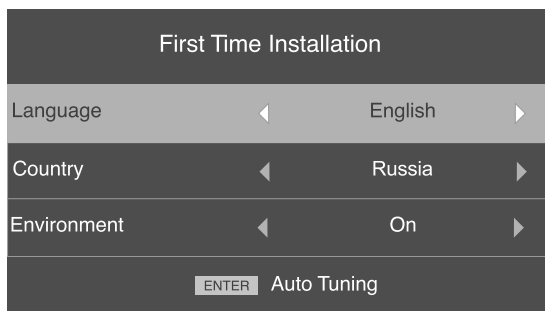 First Time Installation
Language English
Country Russia
Environment On
ENTER Auto Tuning